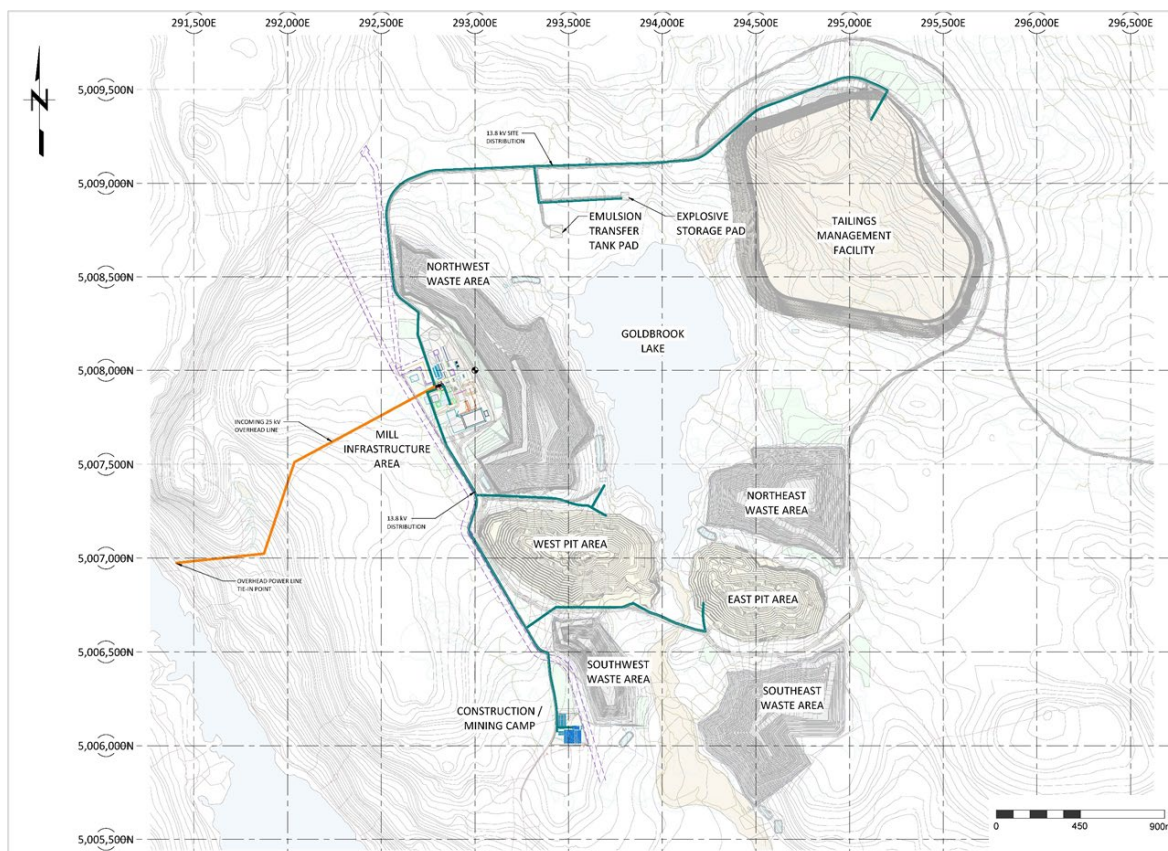 291,500E
292,000E
292,500E
293,000E
293,500E
294,000E
294,500E
295,000E
295,500E
296,000E
296,500E
N
5,009,500N
13.8 kV SITE
DISTRIBUTION
5,009,000N
EMULSION
TRANSFER
TANK PAD
EXPLOSIVE
STORAGE PAD
TAILINGS
MANAGEMENT
FACILITY
5,008,500N
NORTHWEST
WASTE AREA
GOLDBROOK
LAKE
5,008,000N
INCOMING 25 kV
OVERHEAD LINE
MILL
INFRASTRUCTURE
AREA
5,007,500N
NORTHEAST
WASTE AREA
13.8 kV
DISTRIBUTION
WEST PIT AREA
5,007,000N
OVERHEAD POWER LINE
TIE-IN POINT
EAST PIT AREA
5,006,500N
SOUTHWEST
WASTE AREA
SOUTHEAST
WASTE AREA
CONSTRUCTION /
MINING CAMP
5,006,000N
5,005,500N
0
450
900m